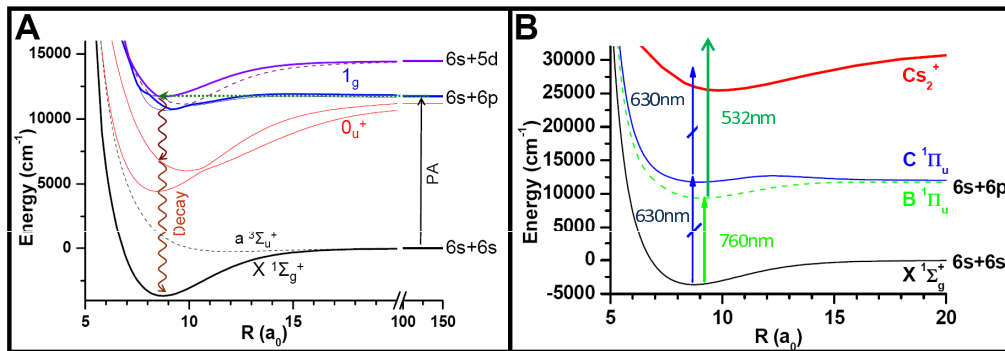 A
Energy (cm⁻¹)
15000
10000
5000
0
5
10
15
100
150
R (a₀)
6s+5d
1g
6s+6p
0u⁺
PA
Decay
a ³Σu⁺
6s+6s
X ¹Σg⁺
B
Energy (cm⁻¹)
30000
25000
20000
15000
10000
5000
0
-5000
5
10
15
20
R (a₀)
Cs₂⁺
630nm
532nm
C ¹Πu
6s+6p
B ¹Πu
630nm
760nm
6s+6s
X ¹Σg⁺